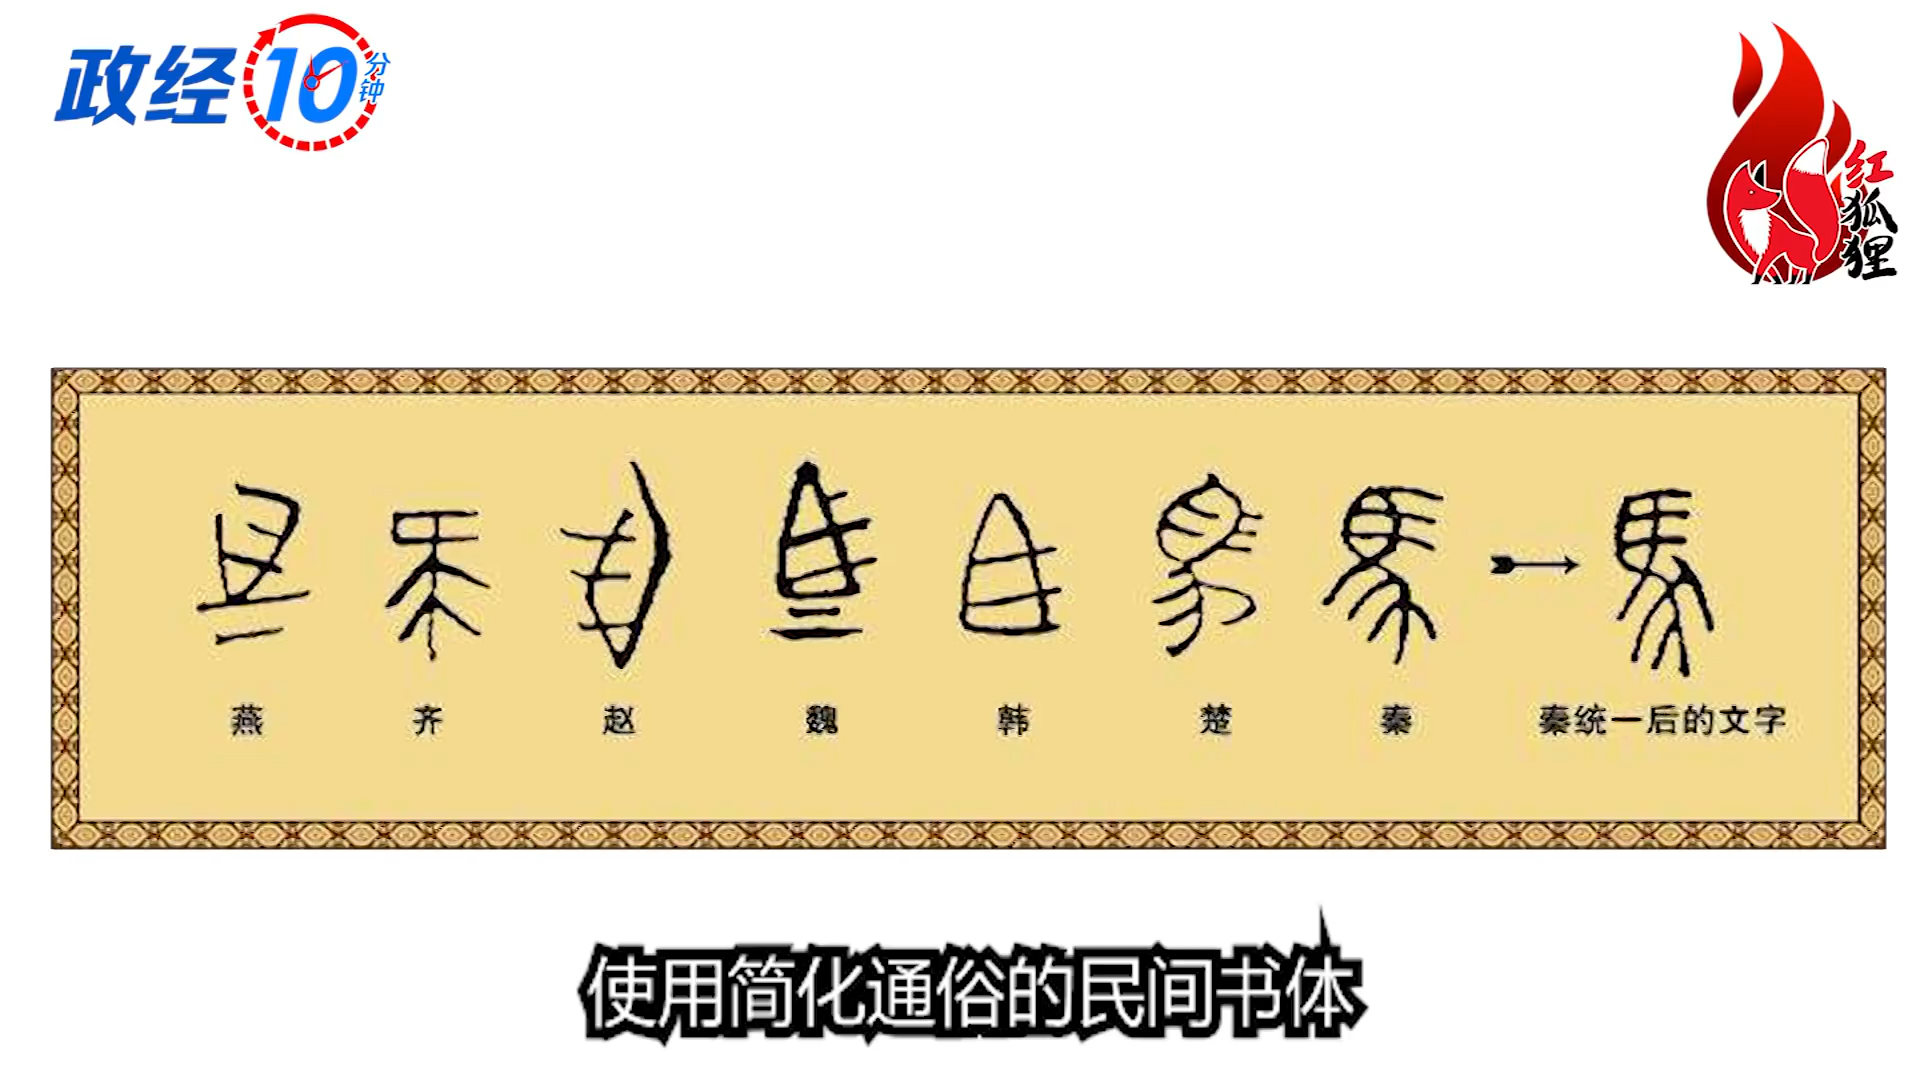 政经10分钟
红狐狸
燕 齐 赵 魏 韩 楚 秦 秦统一后的文字
使用简化通俗的民间书体